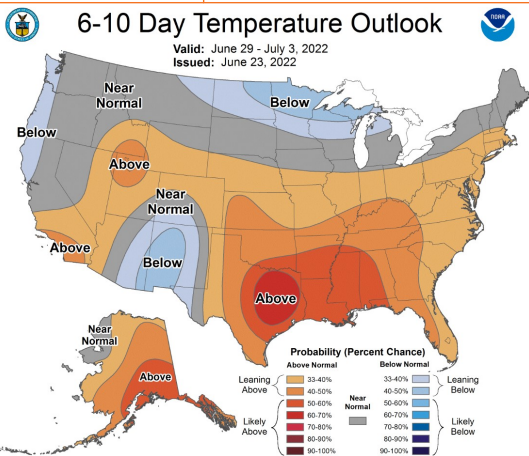 6-10 Day Temperature Outlook
NOAA
Valid: June 29 - July 3, 2022
Issued: June 23, 2022
Near
Normal
Below
Below
Above
Near
Normal
Above
Below
Above
Near
Normal
Above
Probability (Percent Chance)
Above Normal
Below Normal
Leaning
Above
33-40%
40-50%
Likely
Above
50-60%
60-70%
70-80%
80-90%
90-100%
Near
Normal
33-40%
40-50%
Leaning
Below
50-60%
60-70%
70-80%
80-90%
90-100%
Likely
Below